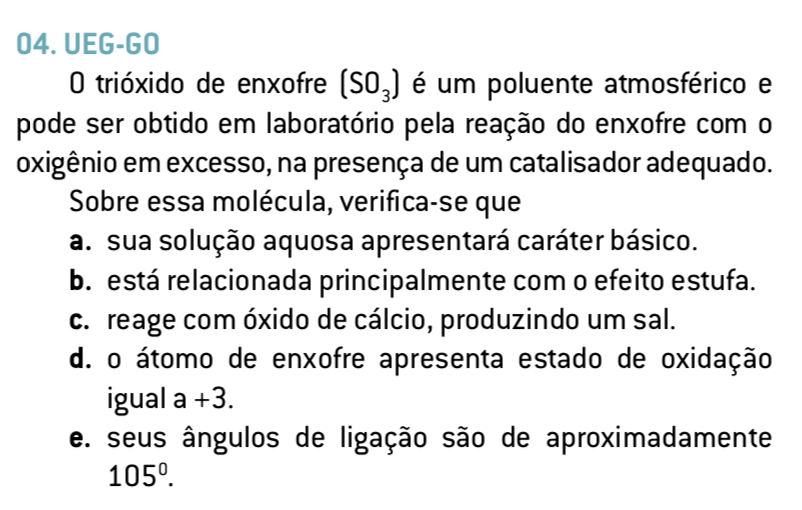 04. UEG-GO
O trióxido de enxofre (SO₃) é um poluente atmosférico e
pode ser obtido em laboratório pela reação do enxofre com o
oxigênio em excesso, na presença de um catalisador adequado.
Sobre essa molécula, verifica-se que
a. sua solução aquosa apresentará caráter básico.
b. está relacionada principalmente com o efeito estufa.
c. reage com óxido de cálcio, produzindo um sal.
d. o átomo de enxofre apresenta estado de oxidação
igual a +3.
e. seus ângulos de ligação são de aproximadamente
105⁰.